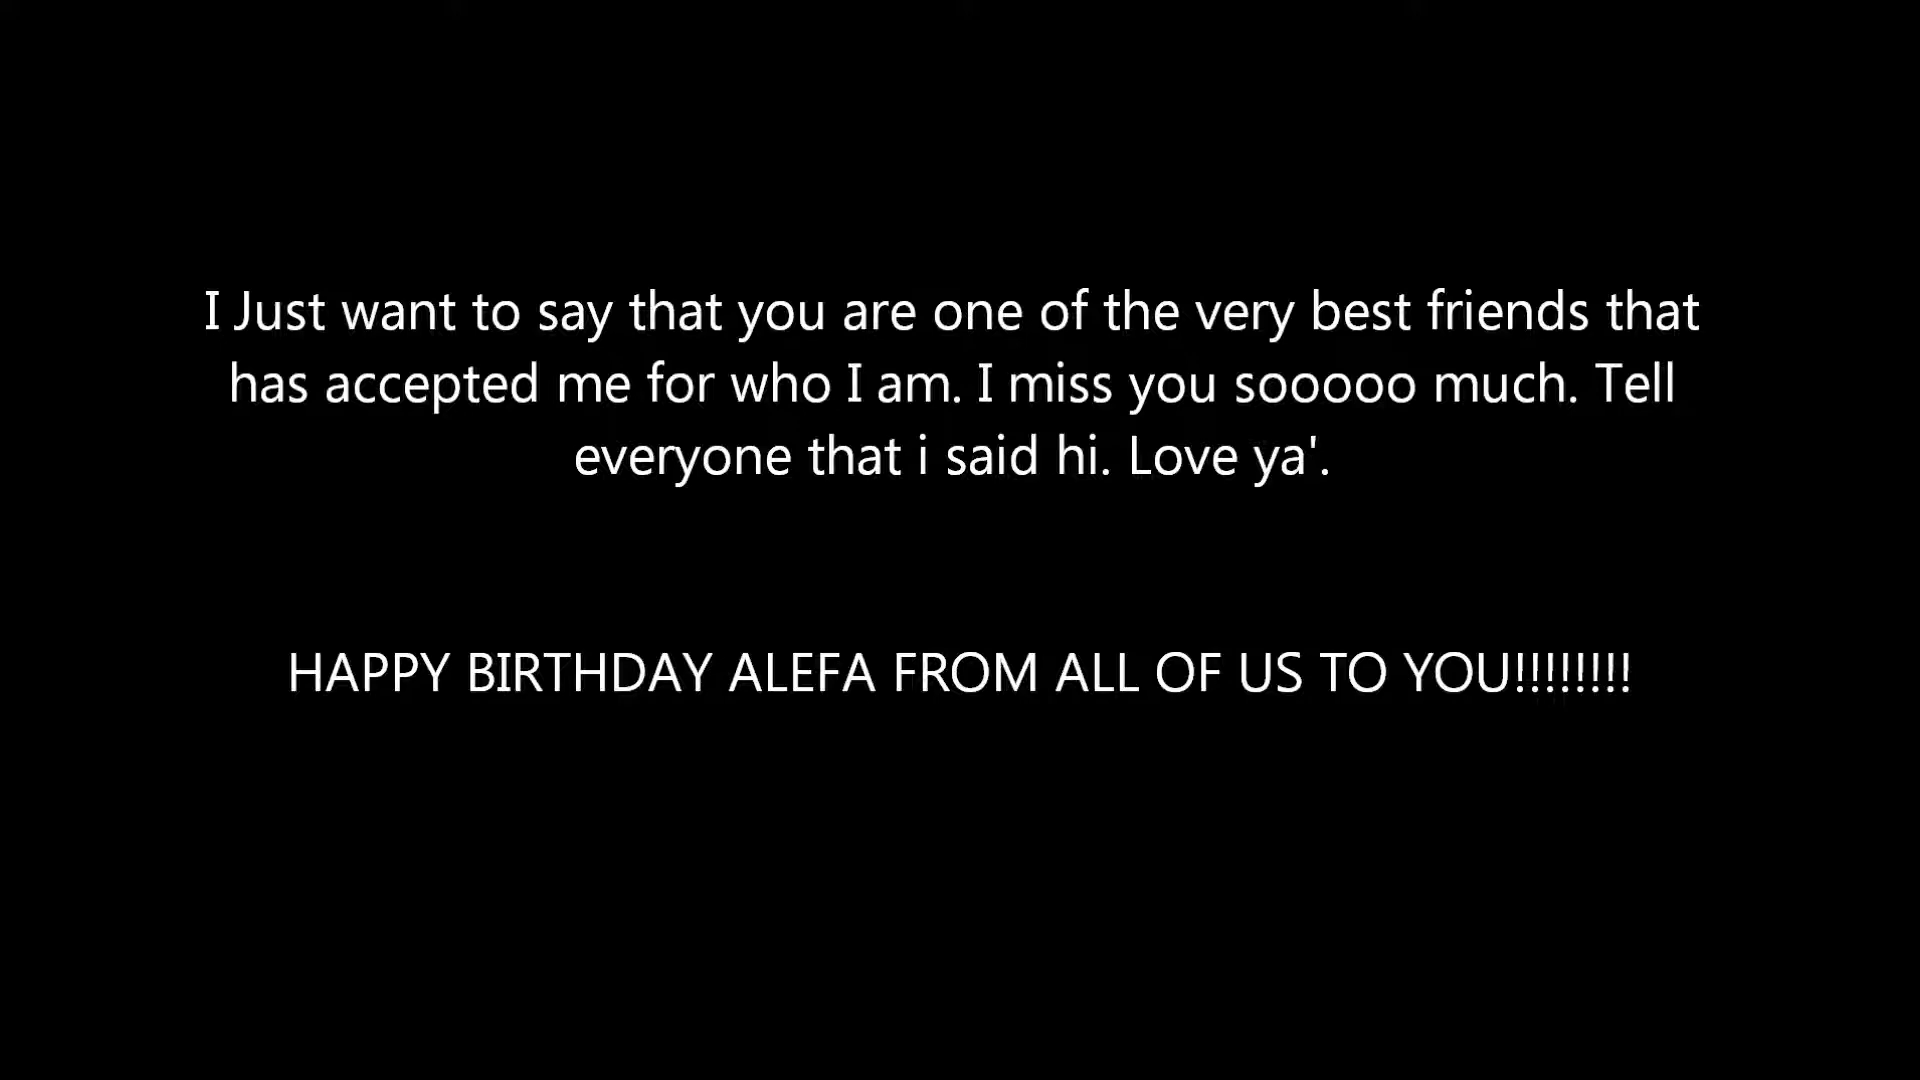 I Just want to say that you are one of the very best friends that
has accepted me for who I am. I miss you sooooo much. Tell
everyone that i said hi. Love ya'.
HAPPY BIRTHDAY ALEFA FROM ALL OF US TO YOU!!!!!!!!